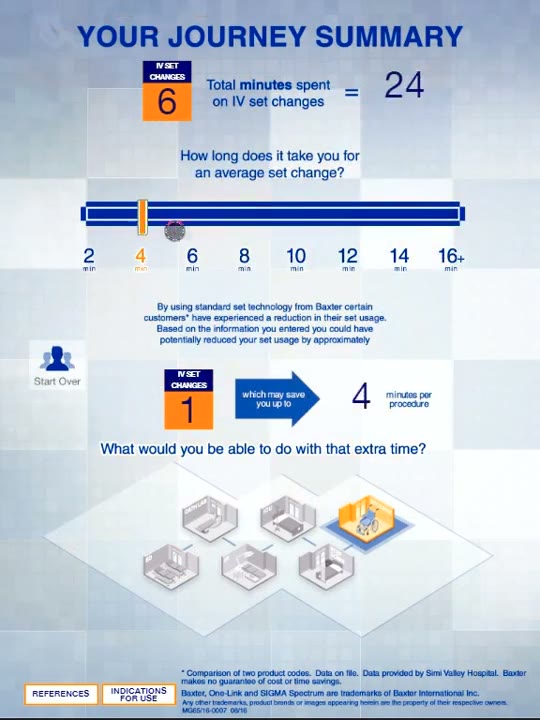 YOUR JOURNEY SUMMARY
IV SET
CHANGES
6
Total minutes spent
on IV set changes
=
24
How long does it take you for
an average set change?
2 4 6 8 10 12 14 16+
min min min min min min min min
By using standard set technology from Baxter certain
customers* have experienced a reduction in their set usage.
Based on the information you entered you could have
potentially reduced your set usage by approximately
Start Over
IV SET
CHANGES
1
which may save
you up to
4
minutes per
procedure
What would you be able to do with that extra time?
CATH LAB
ICU
* Comparison of two product codes. Data on file. Data provided by Simi Valley Hospital. Baxter
makes no guarantee of cost or time savings.
REFERENCES
INDICATIONS
FOR USE
Baxter, One-Link and SIGMA Spectrum are trademarks of Baxter International Inc.
Any other trademarks, product brands or images appearing herein are the property of their respective owners.